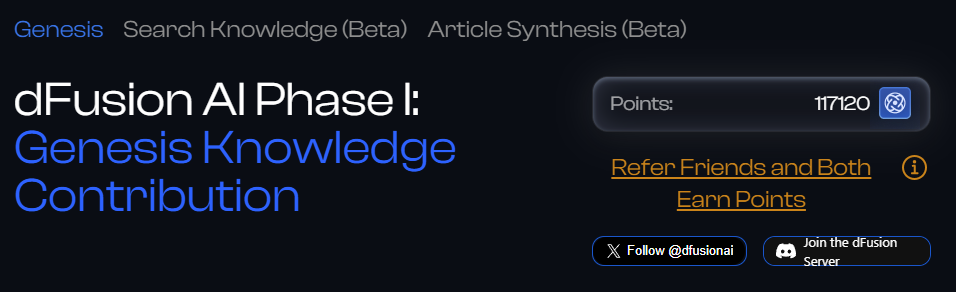 Genesis Search Knowledge (Beta) Article Synthesis (Beta)
dFusion AI Phase I:
Genesis Knowledge
Contribution
Points: 117120
Refer Friends and Both
Earn Points
Follow @dfusionai
Join the dFusion
Server